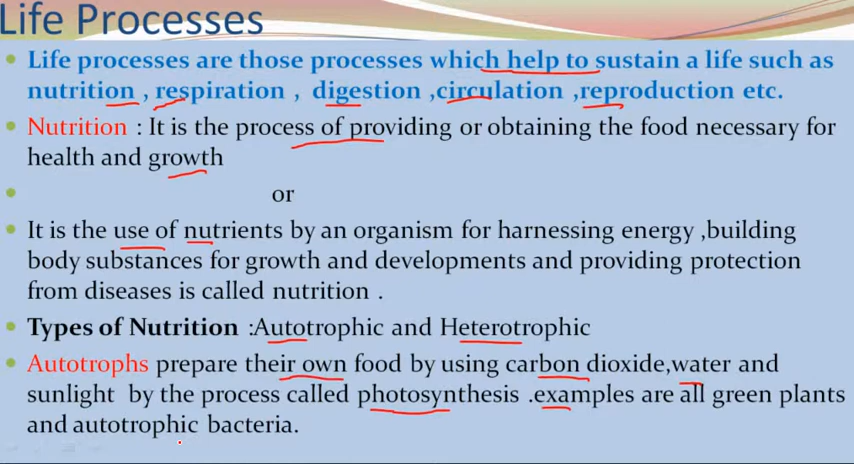 Life Processes
Life processes are those processes which help to sustain a life such as
nutrition , respiration , digestion ,circulation ,reproduction etc.
Nutrition : It is the process of providing or obtaining the food necessary for
health and growth
or
It is the use of nutrients by an organism for harnessing energy ,building
body substances for growth and developments and providing protection
from diseases is called nutrition .
Types of Nutrition :Autotrophic and Heterotrophic
Autotrophs prepare their own food by using carbon dioxide,water and
sunlight by the process called photosynthesis .examples are all green plants
and autotrophic bacteria.